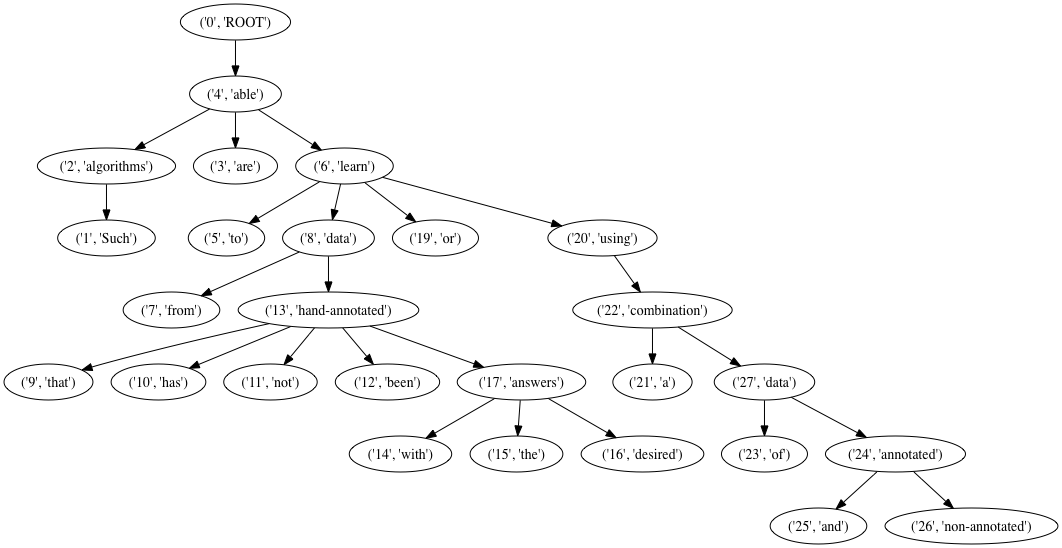 ('0', 'ROOT')
('4', 'able')
('2', 'algorithms')
('3', 'are')
('6', 'learn')
('1', 'Such')
('5', 'to')
('8', 'data')
('19', 'or')
('20', 'using')
('7', 'from')
('13', 'hand-annotated')
('22', 'combination')
('9', 'that')
('10', 'has')
('11', 'not')
('12', 'been')
('17', 'answers')
('21', 'a')
('27', 'data')
('14', 'with')
('15', 'the')
('16', 'desired')
('23', 'of')
('24', 'annotated')
('25', 'and')
('26', 'non-annotated')